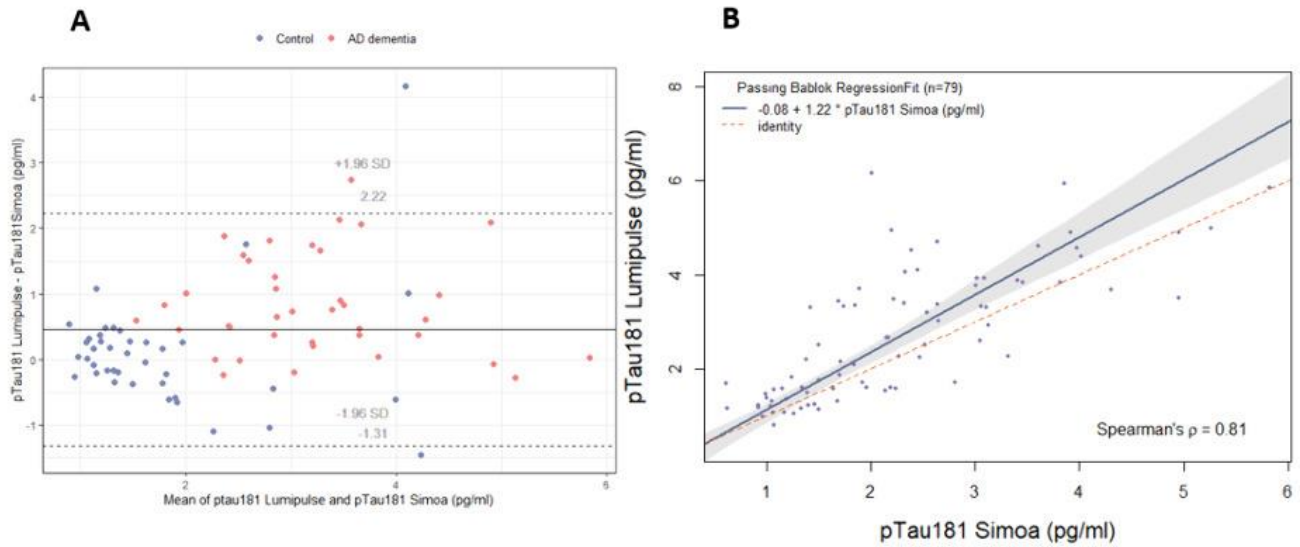 A
Control AD dementia
4
3
2
1
0
-1
pTau181 Lumipulse - pTau181Simoa (pg/ml)
+1.96 SD
2.22
-1.96 SD
-1.31
2 4 6
Mean of ptau181 Lumipulse and pTau181 Simoa (pg/ml)
B
Passing Bablok RegressionFit (n=79)
-0.08 + 1.22 * pTau181 Simoa (pg/ml)
identity
8
6
4
2
pTau181 Lumipulse (pg/ml)
Spearman's ρ = 0.81
1 2 3 4 5 6
pTau181 Simoa (pg/ml)